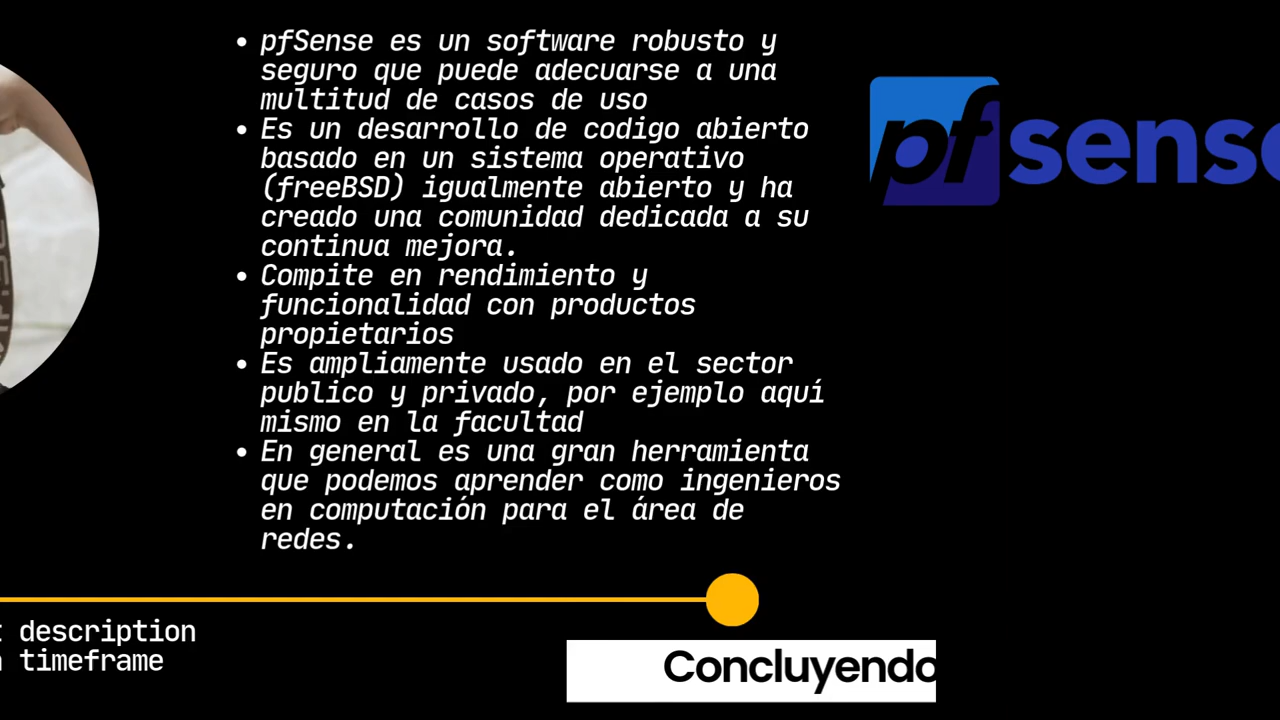 • pfSense es un software robusto y
seguro que puede adecuarse a una
multitud de casos de uso
• Es un desarrollo de codigo abierto
basado en un sistema operativo
(freeBSD) igualmente abierto y ha
creado una comunidad dedicada a su
continua mejora.
• Compite en rendimiento y
funcionalidad con productos
propietarios
• Es ampliamente usado en el sector
publico y privado, por ejemplo aquí
mismo en la facultad
• En general es una gran herramienta
que podemos aprender como ingenieros
en computación para el área de
redes.
pfsense
description
timeframe
Concluyendo